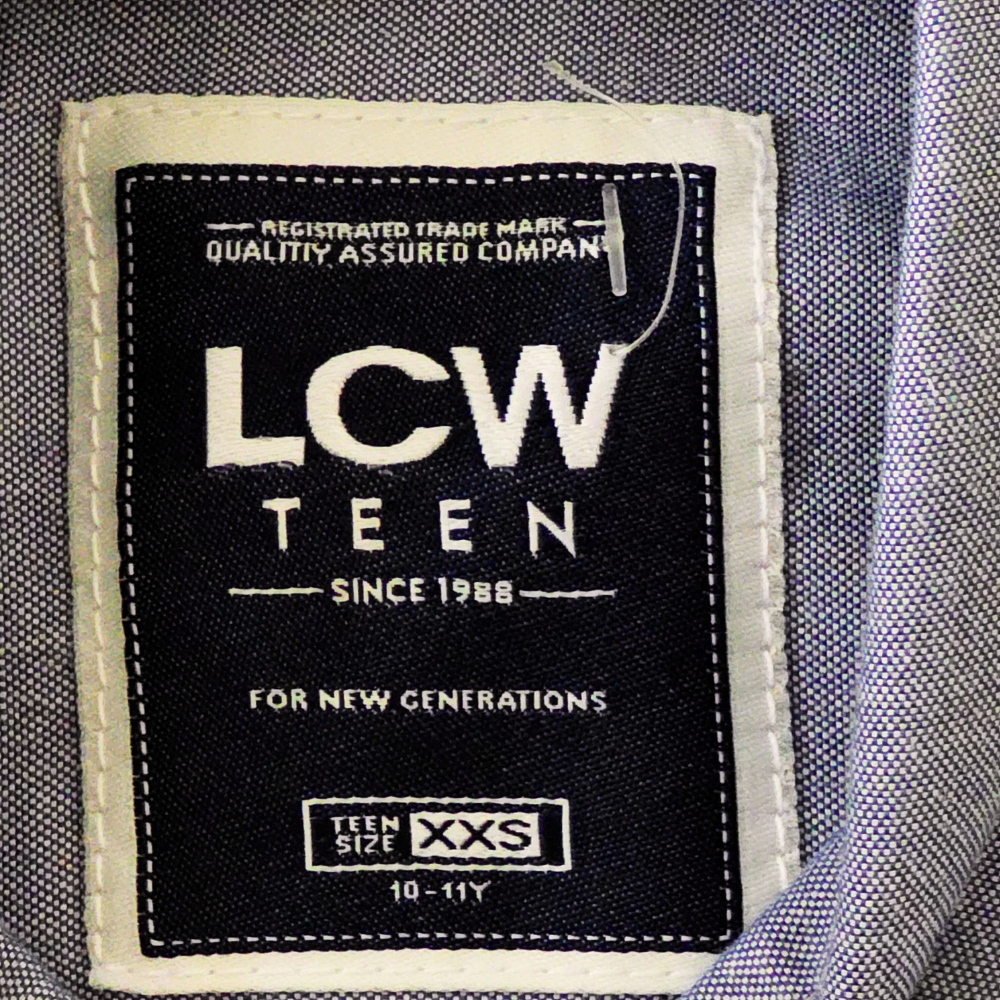 REGISTRATED TRADE MARK
QUALITIY ASSURED COMPANY
LCW
TEEN
SINCE 1988
FOR NEW GENERATIONS
TEEN
SIZE
XXS
10-11Y